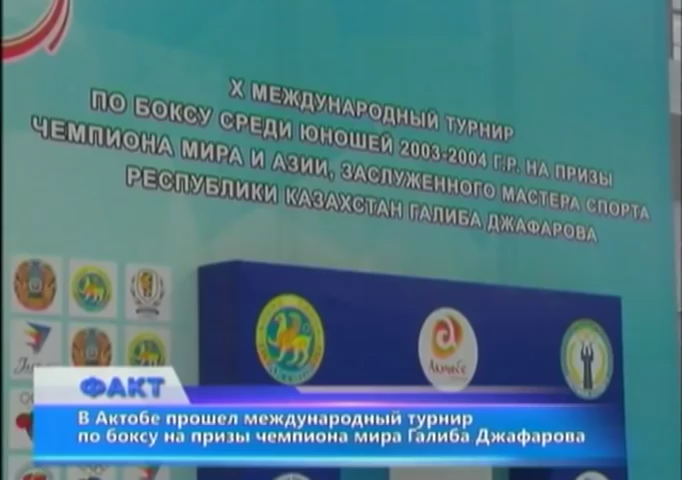 X МЕЖДУНАРОДНЫЙ ТУРНИР
ПО БОКСУ СРЕДИ ЮНОШЕЙ 2003-2004 Г.Р. НА ПРИЗЫ
ЧЕМПИОНА МИРА И АЗИИ, ЗАСЛУЖЕННОГО МАСТЕРА СПОРТА
РЕСПУБЛИКИ КАЗАХСТАН ГАЛИБА ДЖАФАРОВА
Ақтөбе
ФАКТ
В Актобе прошел международный турнир
по боксу на призы чемпиона мира Галиба Джафарова